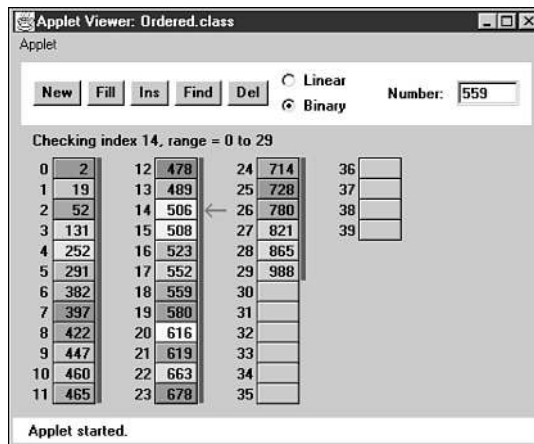 Applet Viewer: Ordered.class
Applet
New Fill Ins Find Del Linear Binary Number: 559
Checking index 14, range = 0 to 29
0 2 12 478 24 714 36
1 19 13 489 25 728 37
2 52 14 506 26 780 38
3 131 15 508 27 821 39
4 252 16 523 28 865
5 291 17 552 29 988
6 382 18 559 30
7 397 19 580 31
8 422 20 616 32
9 447 21 619 33
10 460 22 663 34
11 465 23 678 35
Applet started.